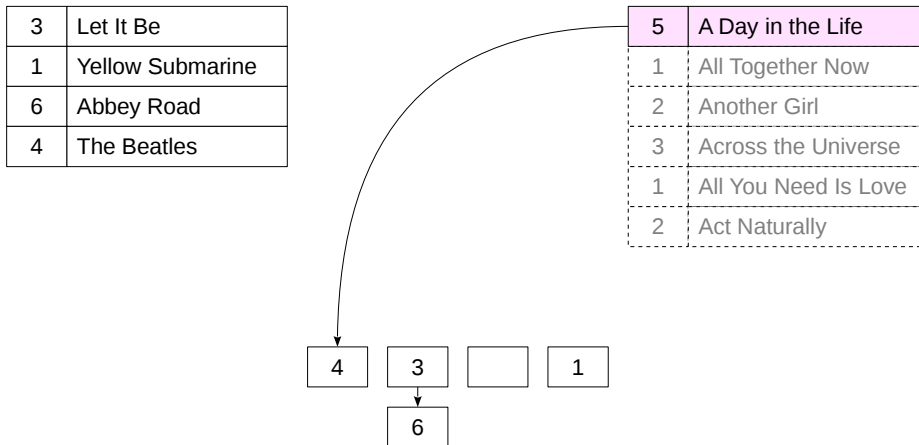 3 Let It Be
1 Yellow Submarine
6 Abbey Road
4 The Beatles
5 A Day in the Life
1 All Together Now
2 Another Girl
3 Across the Universe
1 All You Need Is Love
2 Act Naturally
4 3 1
6